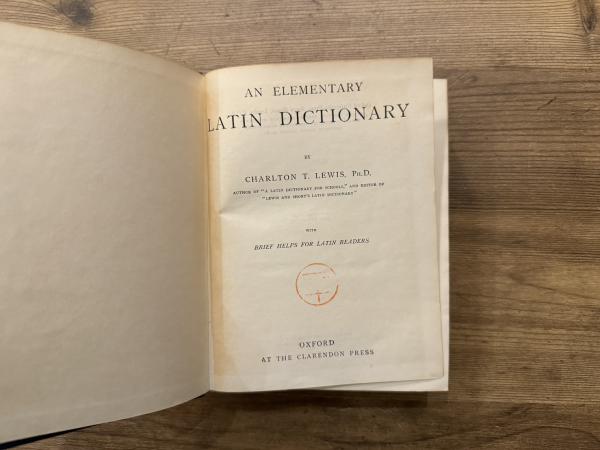 AN ELEMENTARY
LATIN DICTIONARY
BY
CHARLTON T. LEWIS, PH.D.
AUTHOR OF "A LATIN DICTIONARY FOR SCHOOLS," AND EDITOR OF
"LEWIS AND SHORT'S LATIN DICTIONARY"
WITH
BRIEF HELPS FOR LATIN READERS
OXFORD
AT THE CLARENDON PRESS